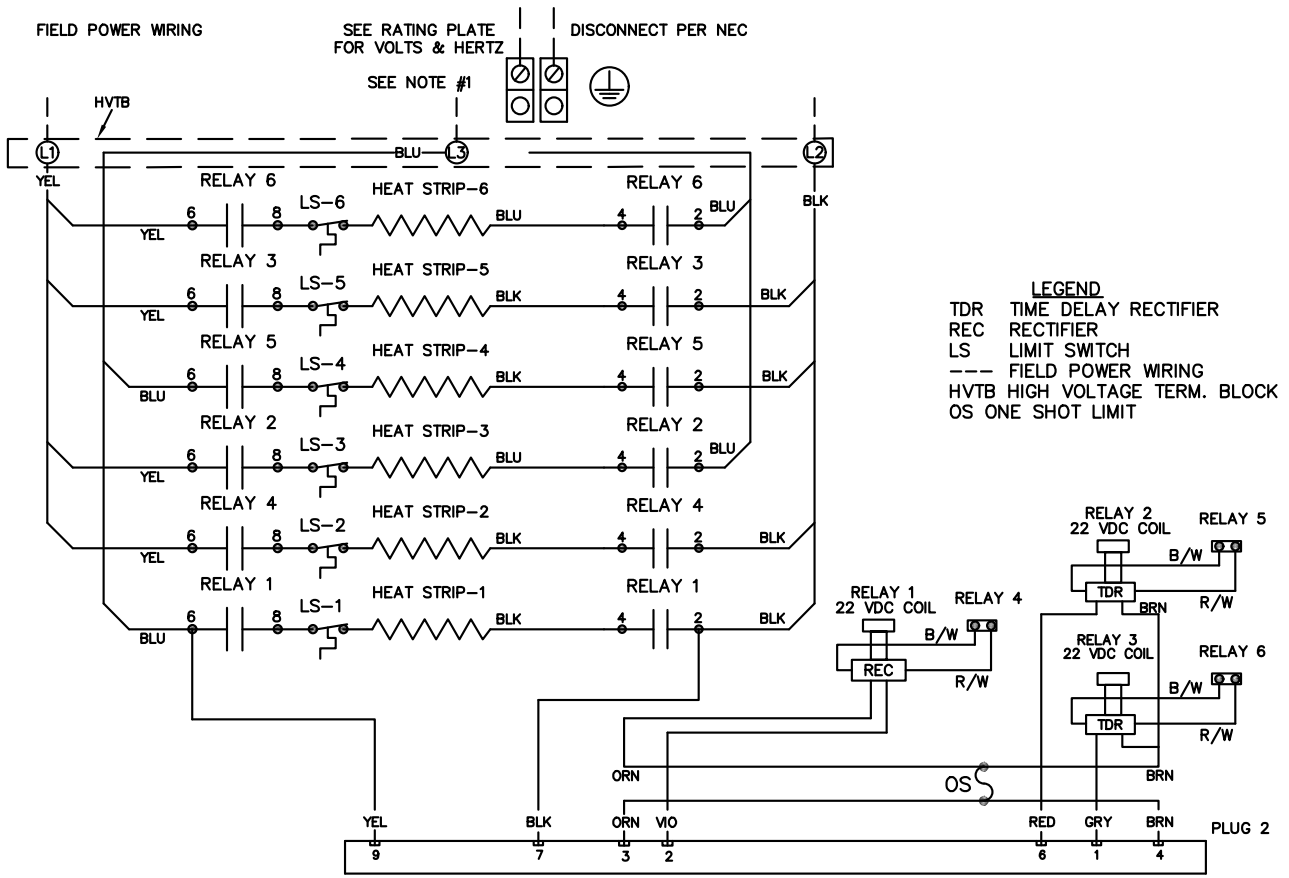 FIELD POWER WIRING
SEE RATING PLATE
FOR VOLTS & HERTZ
DISCONNECT PER NEC
SEE NOTE #1
HVTB
L1
BLU
L3
L2
YEL
BLK
RELAY 6
HEAT STRIP-6
RELAY 6
6
8
LS-6
BLU
4
2
BLU
YEL
RELAY 3
HEAT STRIP-5
RELAY 3
6
8
LS-5
BLK
4
2
BLK
YEL
RELAY 5
HEAT STRIP-4
RELAY 5
6
8
LS-4
BLK
4
2
BLK
BLU
RELAY 2
HEAT STRIP-3
RELAY 2
6
8
LS-3
BLU
4
2
BLU
YEL
RELAY 4
HEAT STRIP-2
RELAY 4
6
8
LS-2
BLK
4
2
BLK
YEL
RELAY 1
HEAT STRIP-1
RELAY 1
6
8
LS-1
BLK
4
2
BLK
BLU
LEGEND
TDR TIME DELAY RECTIFIER
REC RECTIFIER
LS LIMIT SWITCH
--- FIELD POWER WIRING
HVTB HIGH VOLTAGE TERM. BLOCK
OS ONE SHOT LIMIT
RELAY 2
22 VDC COIL
RELAY 5
B/W
TDR
R/W
BRN
RELAY 1
22 VDC COIL
RELAY 4
B/W
REC
R/W
RELAY 3
22 VDC COIL
RELAY 6
B/W
TDR
R/W
ORN
OS
BRN
YEL
BLK
ORN
VIO
RED
GRY
BRN
PLUG 2
9
7
3
2
6
1
4